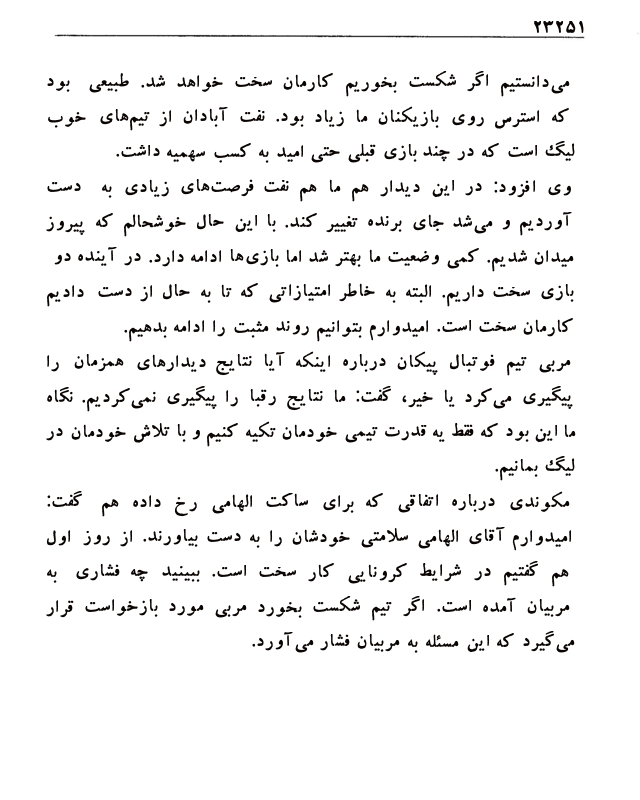 ۲۳۲۵۱
می‌دانستیم اگر شکست بخوریم کارمان سخت خواهد شد. طبیعی بود
که استرس روی بازیکنان ما زیاد بود. نفت آبادان از تیم‌های خوب
لیگ است که در چند بازی قبلی حتی امید به کسب سهمیه داشت.
وی افزود: در این دیدار هم ما هم نفت فرصت‌های زیادی به دست
آوردیم و می‌شد جای برنده تغییر کند. با این حال خوشحالم که پیروز
میدان شدیم. کمی وضعیت ما بهتر شد اما بازی‌ها ادامه دارد. در آینده دو
بازی سخت داریم. البته به خاطر امتیازاتی که تا به حال از دست دادیم
کارمان سخت است. امیدوارم بتوانیم روند مثبت را ادامه بدهیم.
مربی تیم فوتبال پیکان درباره اینکه آیا نتایج دیدارهای همزمان را
پیگیری می‌کرد یا خیر، گفت: ما نتایج رقبا را پیگیری نمی‌کردیم. نگاه
ما این بود که فقط یه قدرت تیمی خودمان تکیه کنیم و با تلاش خودمان در
لیگ بمانیم.
مکوندی درباره اتفاقی که برای ساکت الهامی رخ داده هم گفت:
امیدوارم آقای الهامی سلامتی خودشان را به دست بیاورند. از روز اول
هم گفتیم در شرایط کرونایی کار سخت است. ببینید چه فشاری به
مربیان آمده است. اگر تیم شکست بخورد مربی مورد بازخواست قرار
می‌گیرد که این مسئله به مربیان فشار می‌آورد.